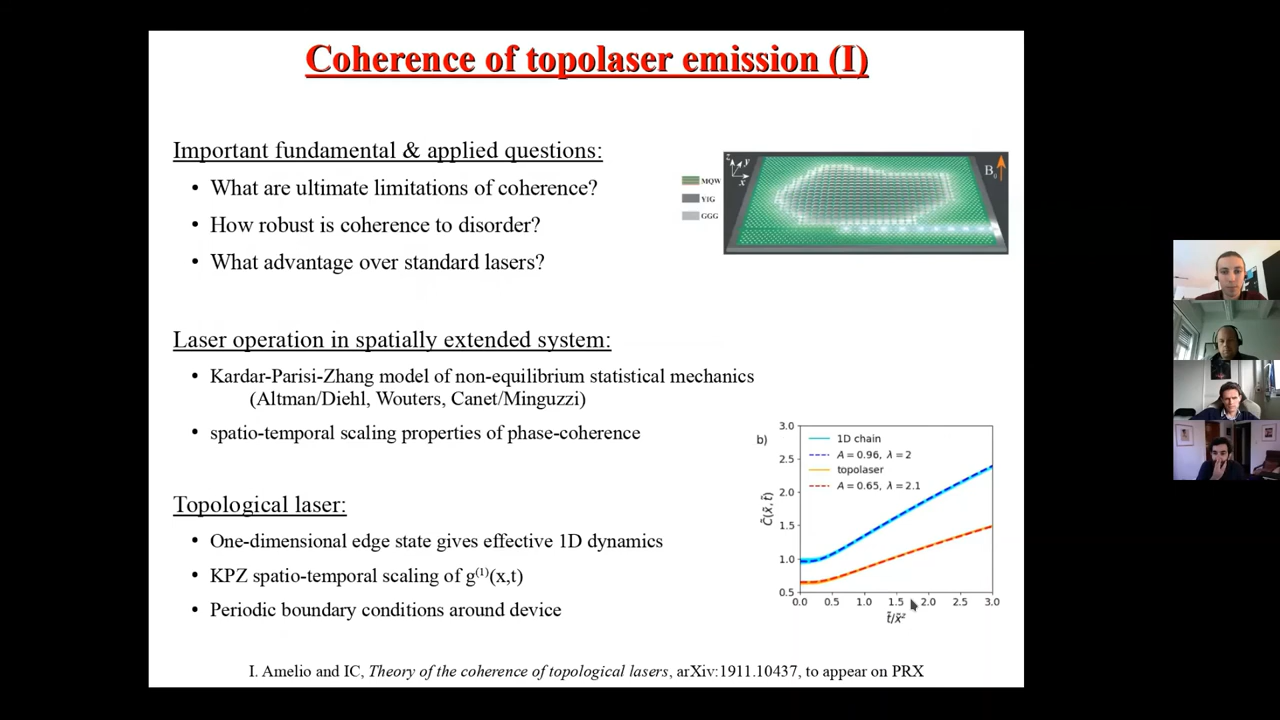 Coherence of topolaser emission (I)
Important fundamental & applied questions:
• What are ultimate limitations of coherence?
• How robust is coherence to disorder?
• What advantage over standard lasers?
z
y
x
B₀
MQW
YIG
GGG
Laser operation in spatially extended system:
• Kardar-Parisi-Zhang model of non-equilibrium statistical mechanics
(Altman/Diehl, Wouters, Canet/Minguzzi)
• spatio-temporal scaling properties of phase-coherence
Topological laser:
• One-dimensional edge state gives effective 1D dynamics
• KPZ spatio-temporal scaling of g⁽¹⁾(x,t)
• Periodic boundary conditions around device
b)
3.0
2.5
2.0
1.5
1.0
0.5
C̃(x̃, t̃)
1D chain
A = 0.96, λ = 2
topolaser
A = 0.65, λ = 2.1
0.0 0.5 1.0 1.5 2.0 2.5 3.0
t̃/x̃ᶻ
I. Amelio and IC, Theory of the coherence of topological lasers, arXiv:1911.10437, to appear on PRX